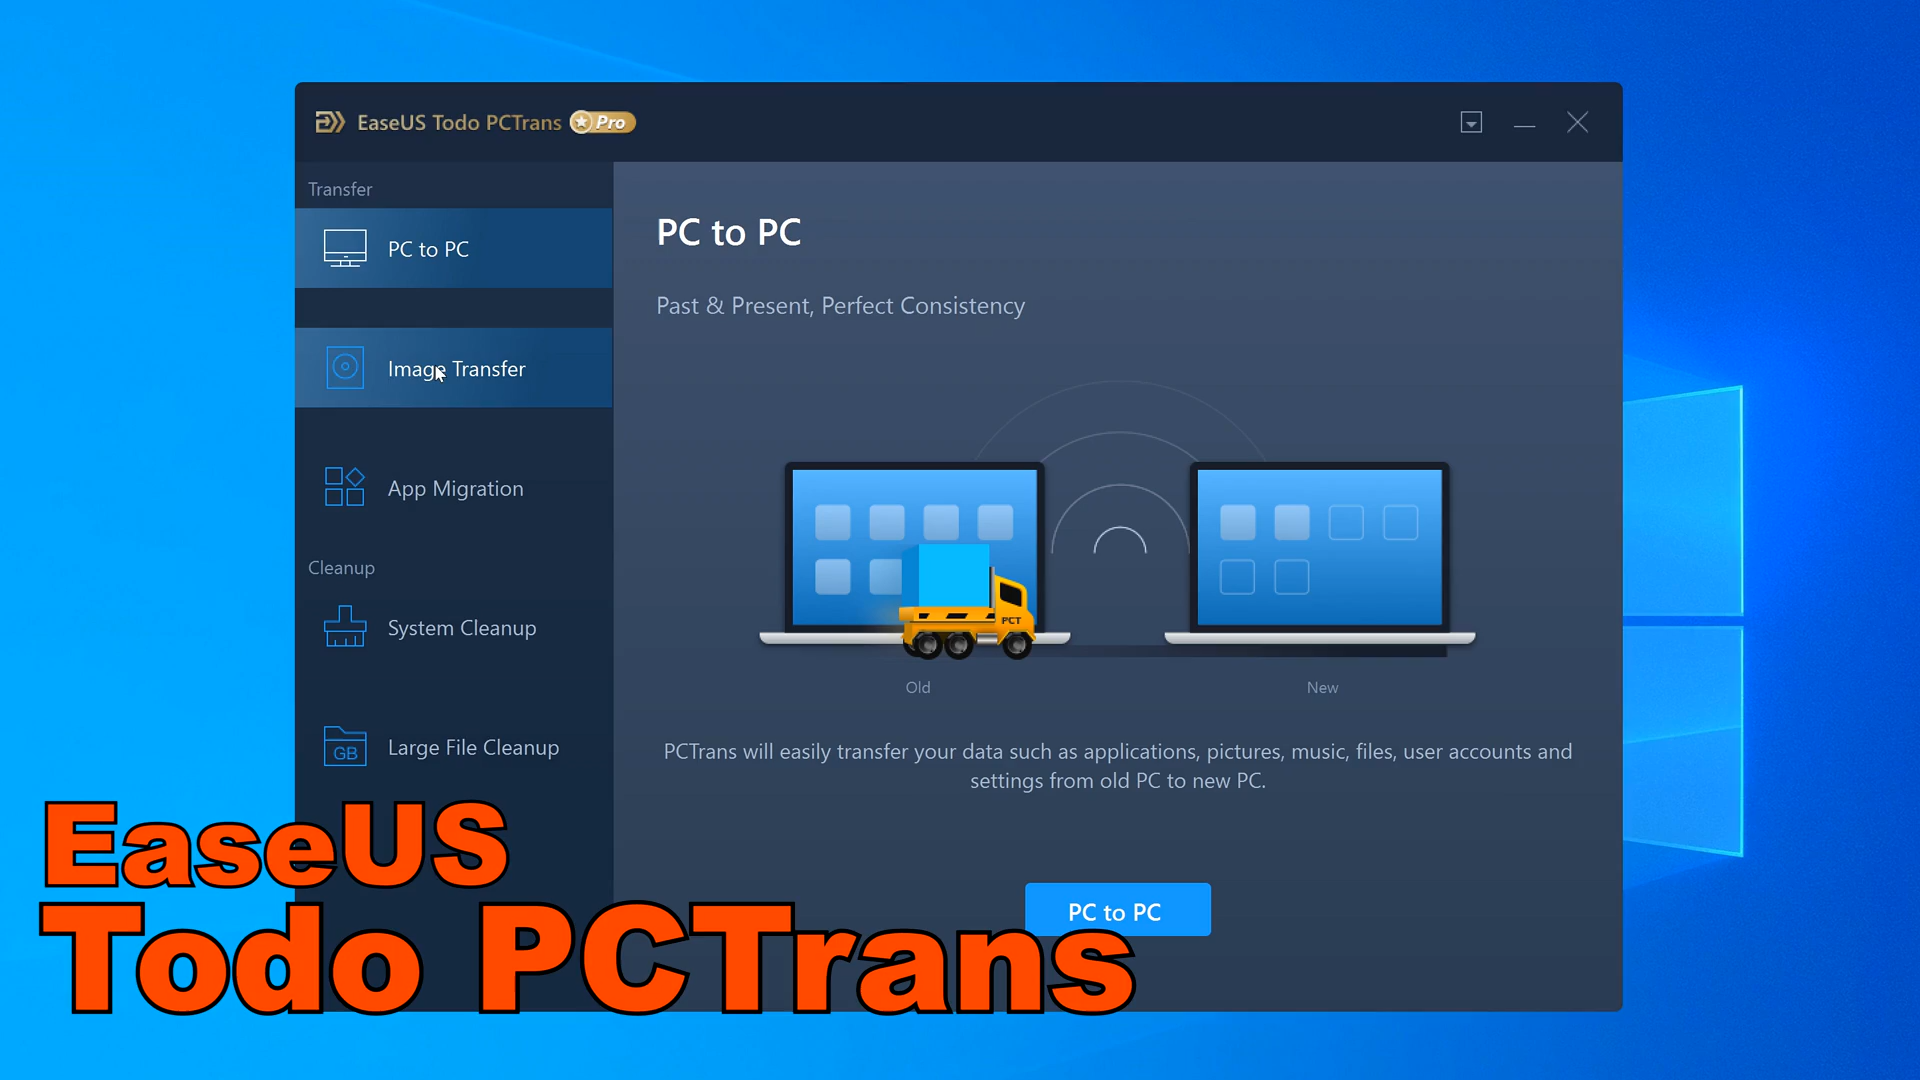 EaseUS Todo PCTrans Pro
Transfer
PC to PC
Image Transfer
App Migration
Cleanup
System Cleanup
GB
Large File Cleanup
PC to PC
Past & Present, Perfect Consistency
PCT
Old
New
PCTrans will easily transfer your data such as applications, pictures, music, files, user accounts and
settings from old PC to new PC.
PC to PC
EaseUS
Todo PCTrans